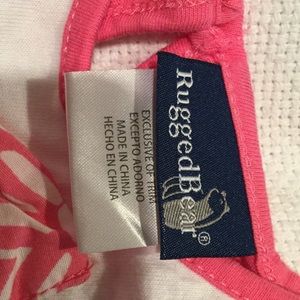 RuggedBear®
EXCLUSIVE OF TRIM
EXCEPTO ADORNO
MADE IN CHINA
HECHO EN CHINA